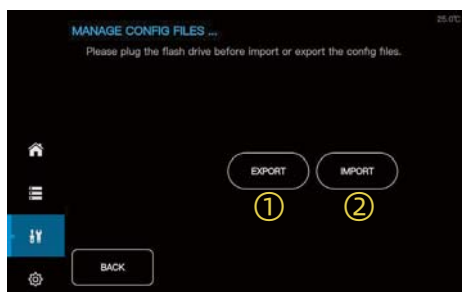 25.0℃
MANAGE CONFIG FILES ...
Please plug the flash drive before import or export the config files.
EXPORT IMPORT
① ②
BACK